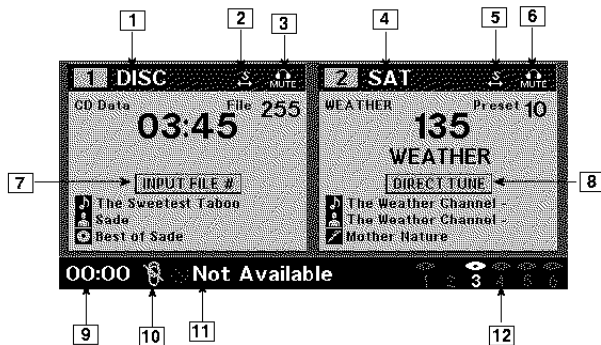 1 2 3 4 5 6
1 DISC S MUTE 2 SAT S MUTE
CD Data File 255 WEATHER Preset 10
03:45 135
WEATHER
7 INPUT FILE # DIRECT TUNE 8
The Sweetest Taboo The Weather Channel -
Sade The Weather Channel -
Best of Sade Mother Nature
00:00 Not Available 1 2 3 4 5 6
9 10 11 12